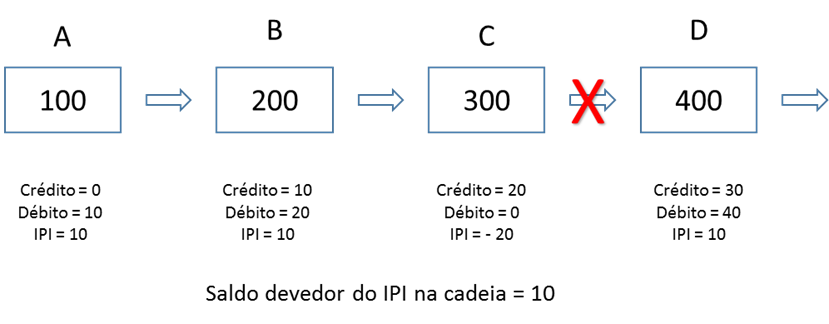 A B C D
100 200 300 X 400
Crédito = 0 Crédito = 10 Crédito = 20 Crédito = 30
Débito = 10 Débito = 20 Débito = 0 Débito = 40
IPI = 10 IPI = 10 IPI = - 20 IPI = 10
Saldo devedor do IPI na cadeia = 10